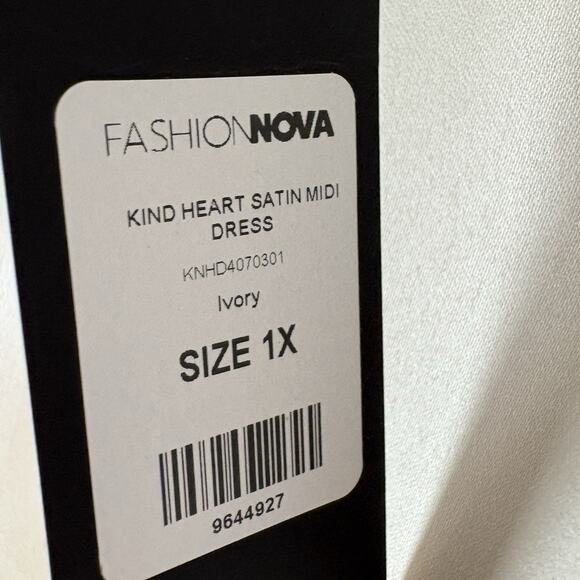 FASHIONNOVA
KIND HEART SATIN MIDI
DRESS
KNHD4070301
Ivory
SIZE 1X
9644927